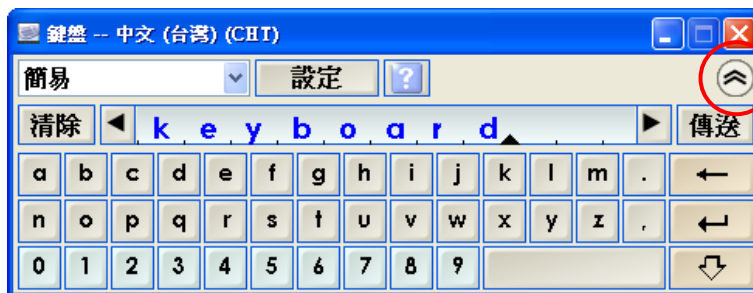 鍵盤 -- 中文 (台灣) (CHT)
簡易 設定 ?
清除 keyboard 傳送
a b c d e f g h i j k l m .
n o p q r s t u v w x y z ,
0 1 2 3 4 5 6 7 8 9